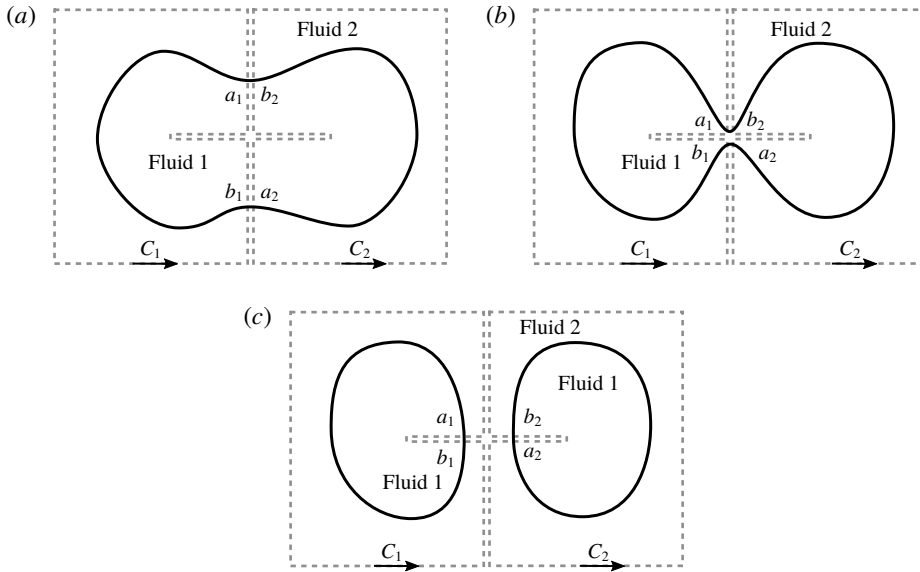 (a)
Fluid 2
a₁ b₂
Fluid 1
b₁ a₂
C₁ C₂
(b)
Fluid 2
a₁ b₂
Fluid 1 b₁ a₂
C₁ C₂
(c)
Fluid 2
Fluid 1
a₁ b₂
b₁ a₂
Fluid 1
C₁ C₂